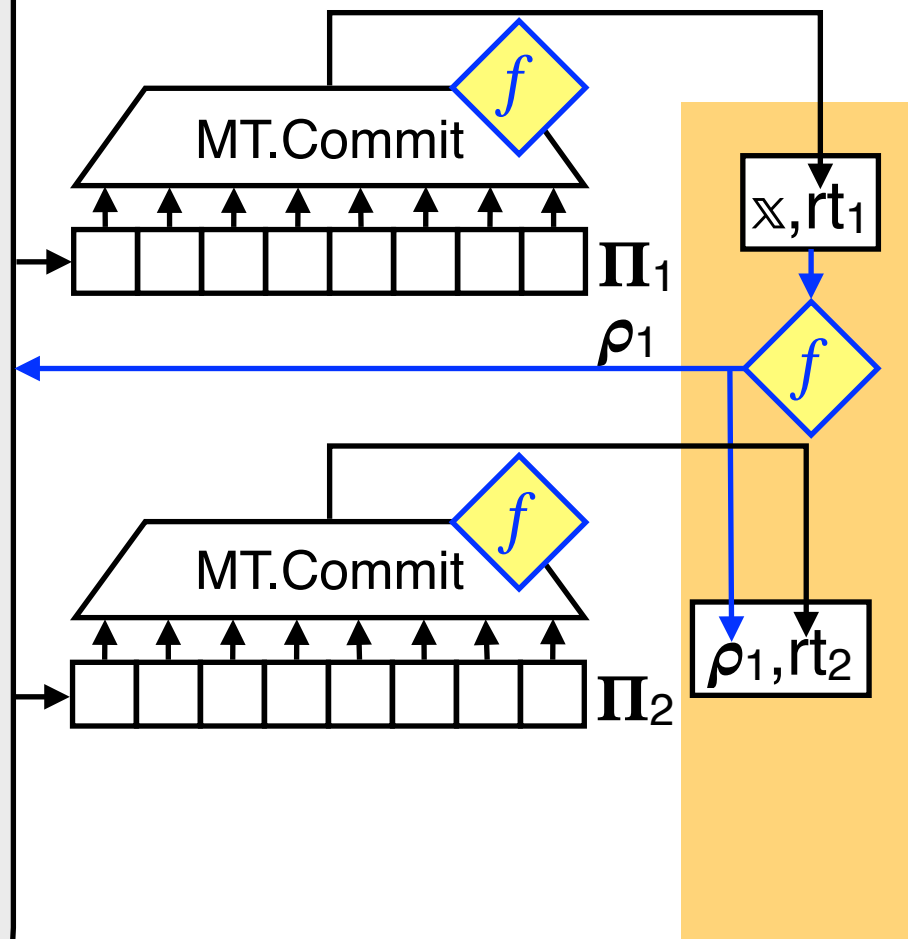 f
MT.Commit
𝕩,rt₁
𝚷₁
𝝆₁
f
f
MT.Commit
𝝆₁,rt₂
𝚷₂